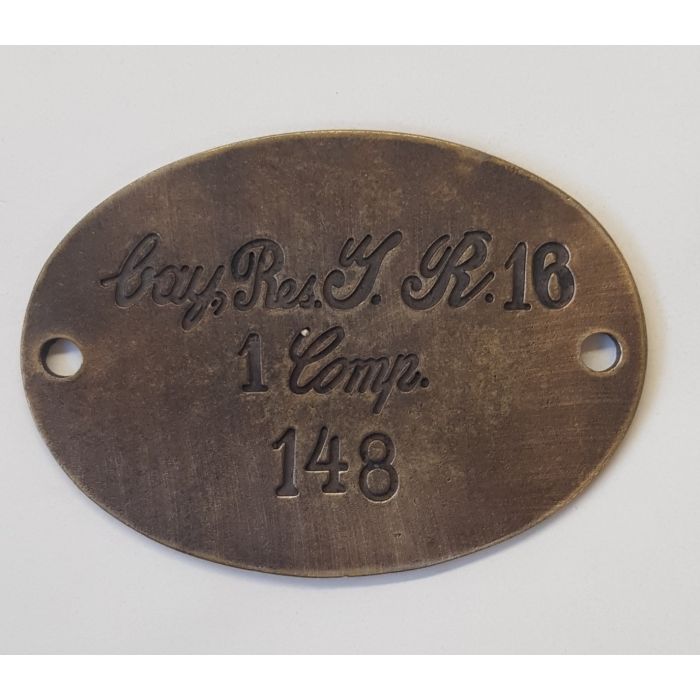 bay, Res. I. R. 16
1 Comp.
148